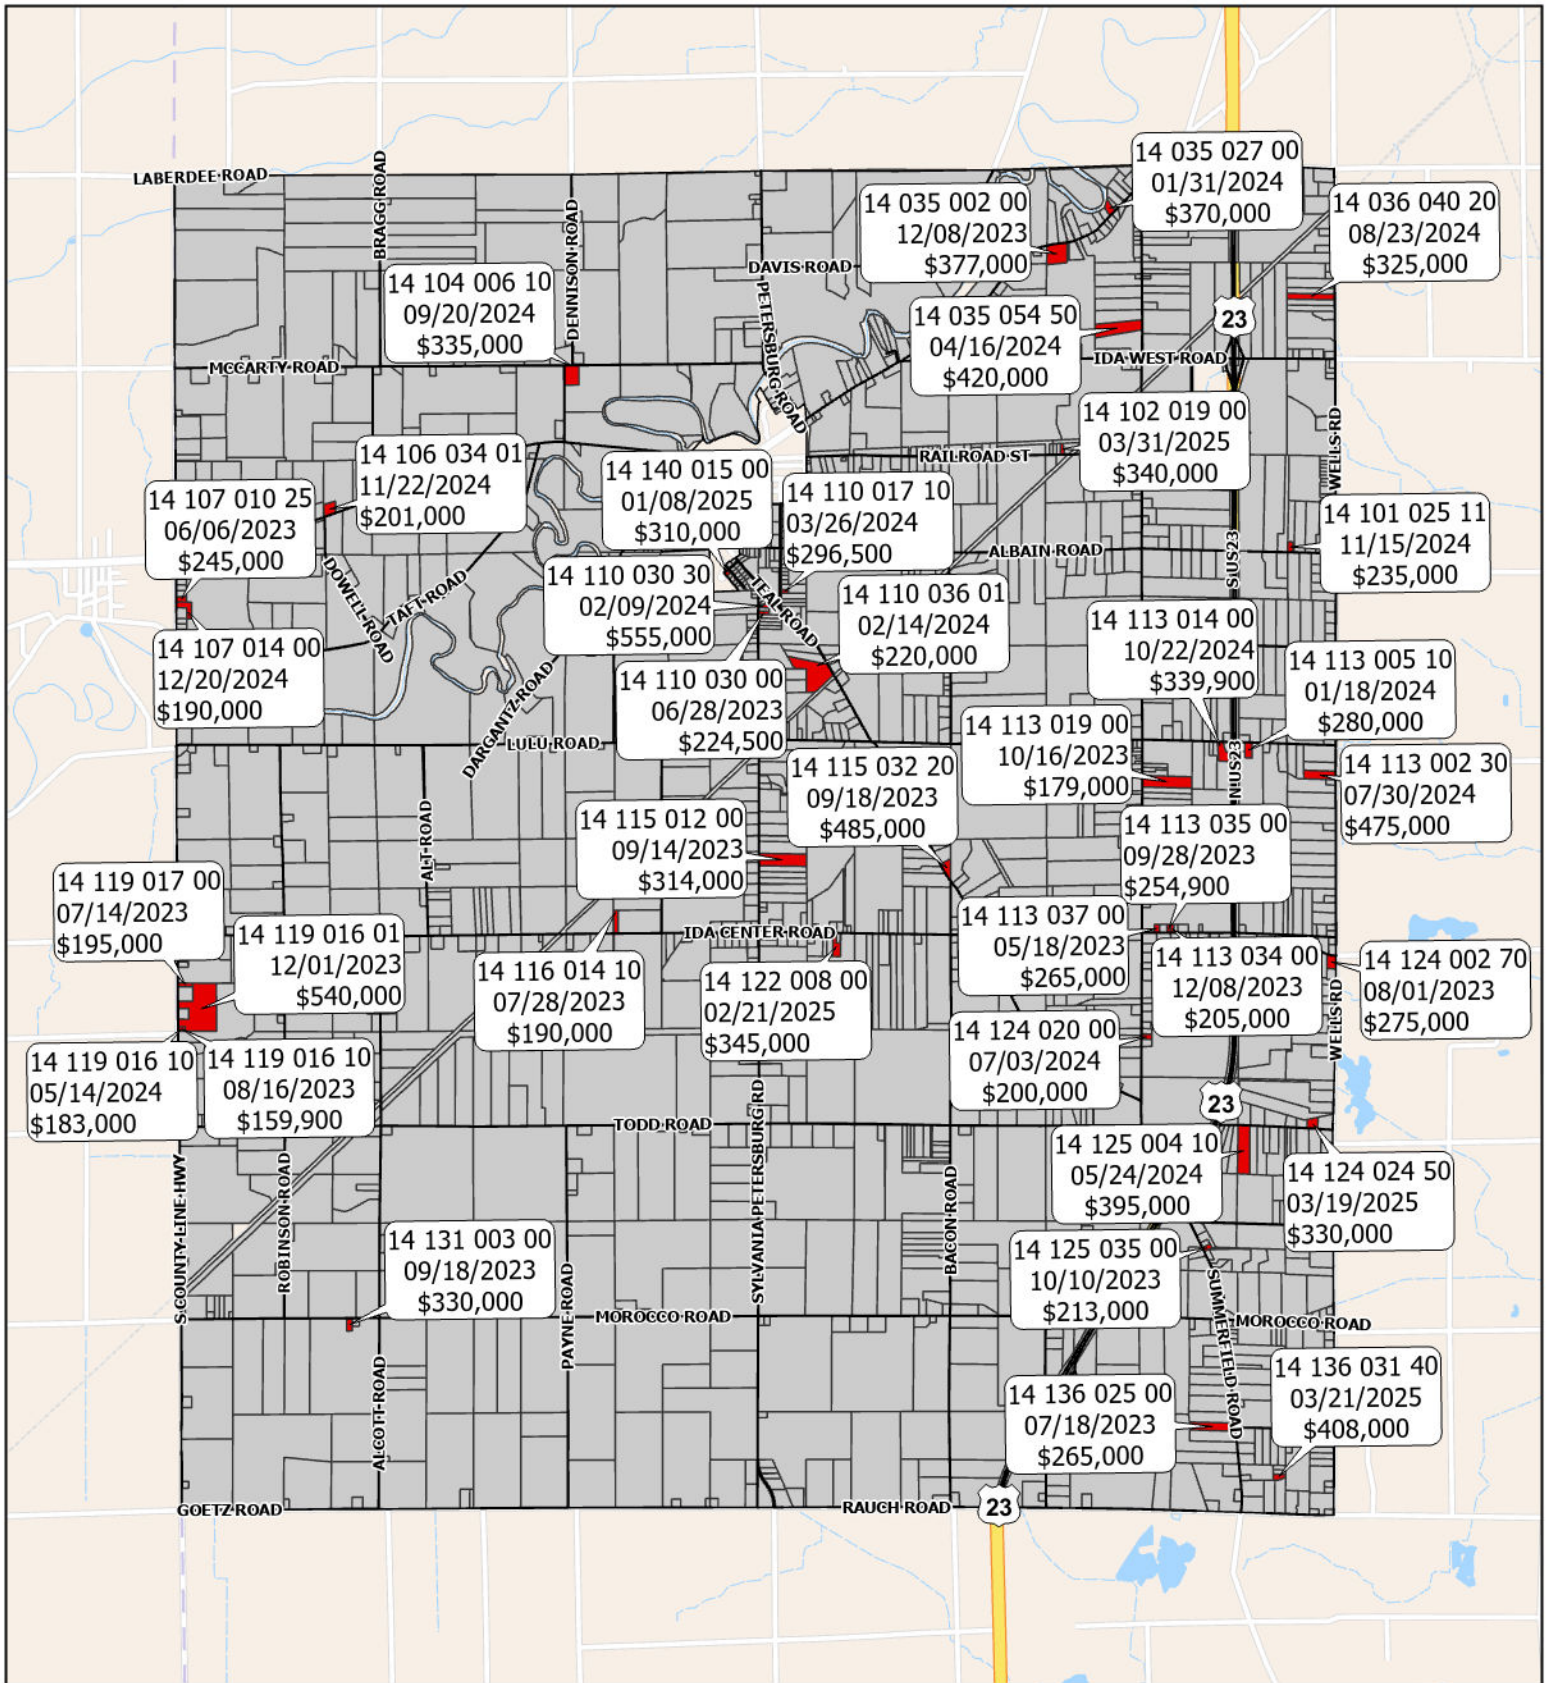 14 035 027 00
01/31/2024
$370,000
LABERDEE ROAD
BRAGG ROAD
DENNISON ROAD
14 035 002 00
12/08/2023
$377,000
14 036 040 20
08/23/2024
$325,000
DAVIS ROAD
14 104 006 10
09/20/2024
$335,000
PETERSBURG ROAD
14 035 054 50
04/16/2024
$420,000
23
IDA WEST ROAD
MCCARTY ROAD
14 102 019 00
03/31/2025
$340,000
WELLS RD
14 106 034 01
11/22/2024
$201,000
14 140 015 00
01/08/2025
$310,000
RAILROAD ST
14 110 017 10
03/26/2024
$296,500
14 107 010 25
06/06/2023
$245,000
14 101 025 11
11/15/2024
$235,000
S US23
ALBAIN ROAD
DOWELL ROAD
TAFT ROAD
14 110 030 30
02/09/2024
$555,000
TEAL ROAD
14 110 036 01
02/14/2024
$220,000
14 113 014 00
10/22/2024
$339,900
14 113 005 10
01/18/2024
$280,000
14 107 014 00
12/20/2024
$190,000
14 110 030 00
06/28/2023
$224,500
DARGANTZ ROAD
LULU ROAD
14 113 019 00
10/16/2023
$179,000
N US23
14 113 002 30
07/30/2024
$475,000
14 115 032 20
09/18/2023
$485,000
ALT ROAD
14 115 012 00
09/14/2023
$314,000
14 113 035 00
09/28/2023
$254,900
14 119 017 00
07/14/2023
$195,000
14 119 016 01
12/01/2023
$540,000
IDA CENTER ROAD
14 113 037 00
05/18/2023
$265,000
14 116 014 10
07/28/2023
$190,000
14 122 008 00
02/21/2025
$345,000
14 113 034 00
12/08/2023
$205,000
14 124 002 70
08/01/2023
$275,000
WELLS RD
14 119 016 10
05/14/2024
$183,000
14 119 016 10
08/16/2023
$159,900
14 124 020 00
07/03/2024
$200,000
23
TODD ROAD
SYLVANIA PETERSBURG RD
14 125 004 10
05/24/2024
$395,000
14 124 024 50
03/19/2025
$330,000
S COUNTY LINE HWY
ROBINSON ROAD
BACON ROAD
14 131 003 00
09/18/2023
$330,000
PAYNE ROAD
14 125 035 00
10/10/2023
$213,000
SUMMERFIELD ROAD
MOROCCO ROAD
MOROCCO ROAD
ALCOTT ROAD
14 136 031 40
03/21/2025
$408,000
14 136 025 00
07/18/2023
$265,000
GOETZ ROAD
RAUCH ROAD
23